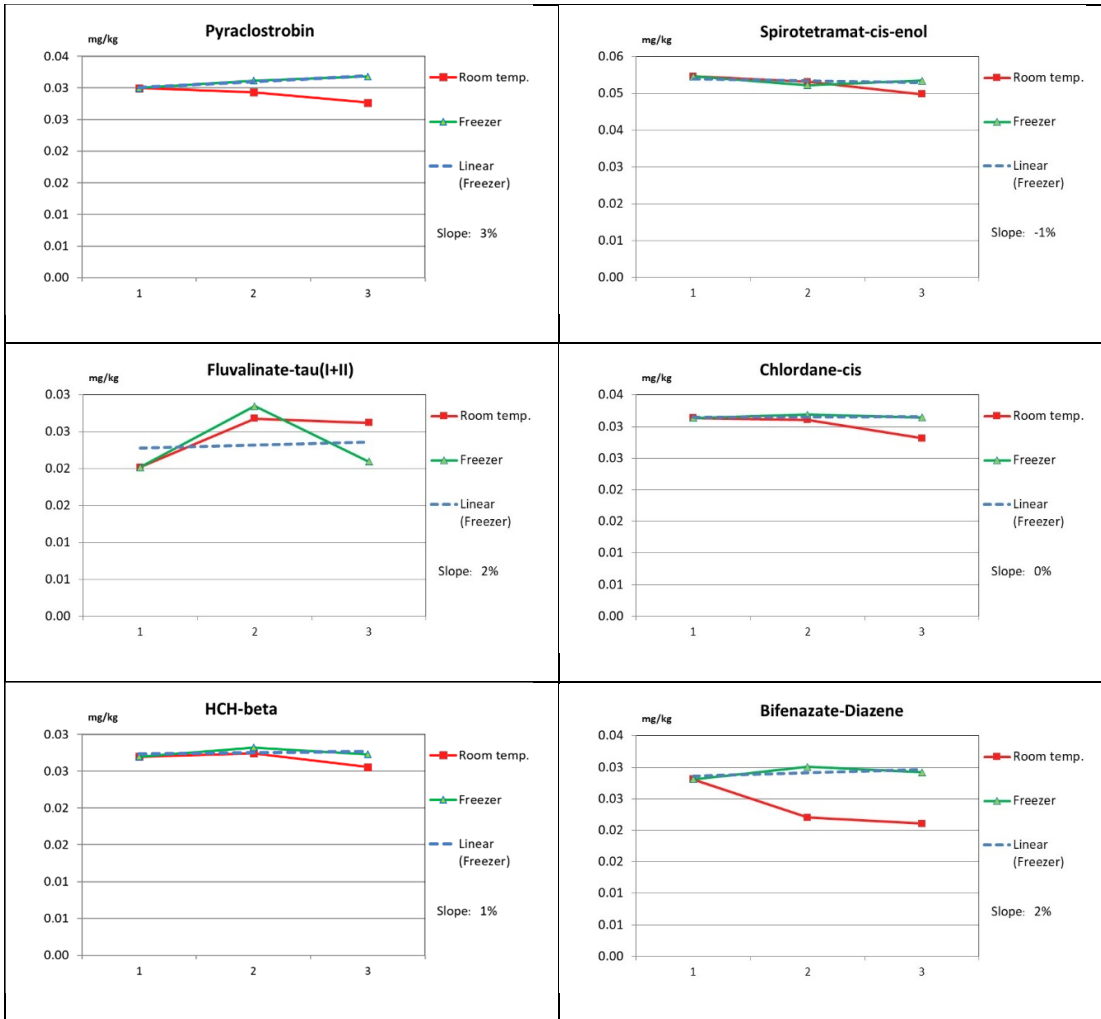 Pyraclostrobin
mg/kg
0.04
0.03
0.03
0.02
0.02
0.01
0.01
0.00
1 2 3
Room temp.
Freezer
Linear
(Freezer)
Slope: 3%
Spirotetramat-cis-enol
mg/kg
0.06
0.05
0.04
0.03
0.02
0.01
0.00
1 2 3
Room temp.
Freezer
Linear
(Freezer)
Slope: -1%
Fluvalinate-tau(I+II)
mg/kg
0.03
0.03
0.02
0.02
0.01
0.01
0.00
1 2 3
Room temp.
Freezer
Linear
(Freezer)
Slope: 2%
Chlordane-cis
mg/kg
0.04
0.03
0.03
0.02
0.02
0.01
0.01
0.00
1 2 3
Room temp.
Freezer
Linear
(Freezer)
Slope: 0%
HCH-beta
mg/kg
0.03
0.03
0.02
0.02
0.01
0.01
0.00
1 2 3
Room temp.
Freezer
Linear
(Freezer)
Slope: 1%
Bifenazate-Diazene
mg/kg
0.04
0.03
0.03
0.02
0.02
0.01
0.01
0.00
1 2 3
Room temp.
Freezer
Linear
(Freezer)
Slope: 2%